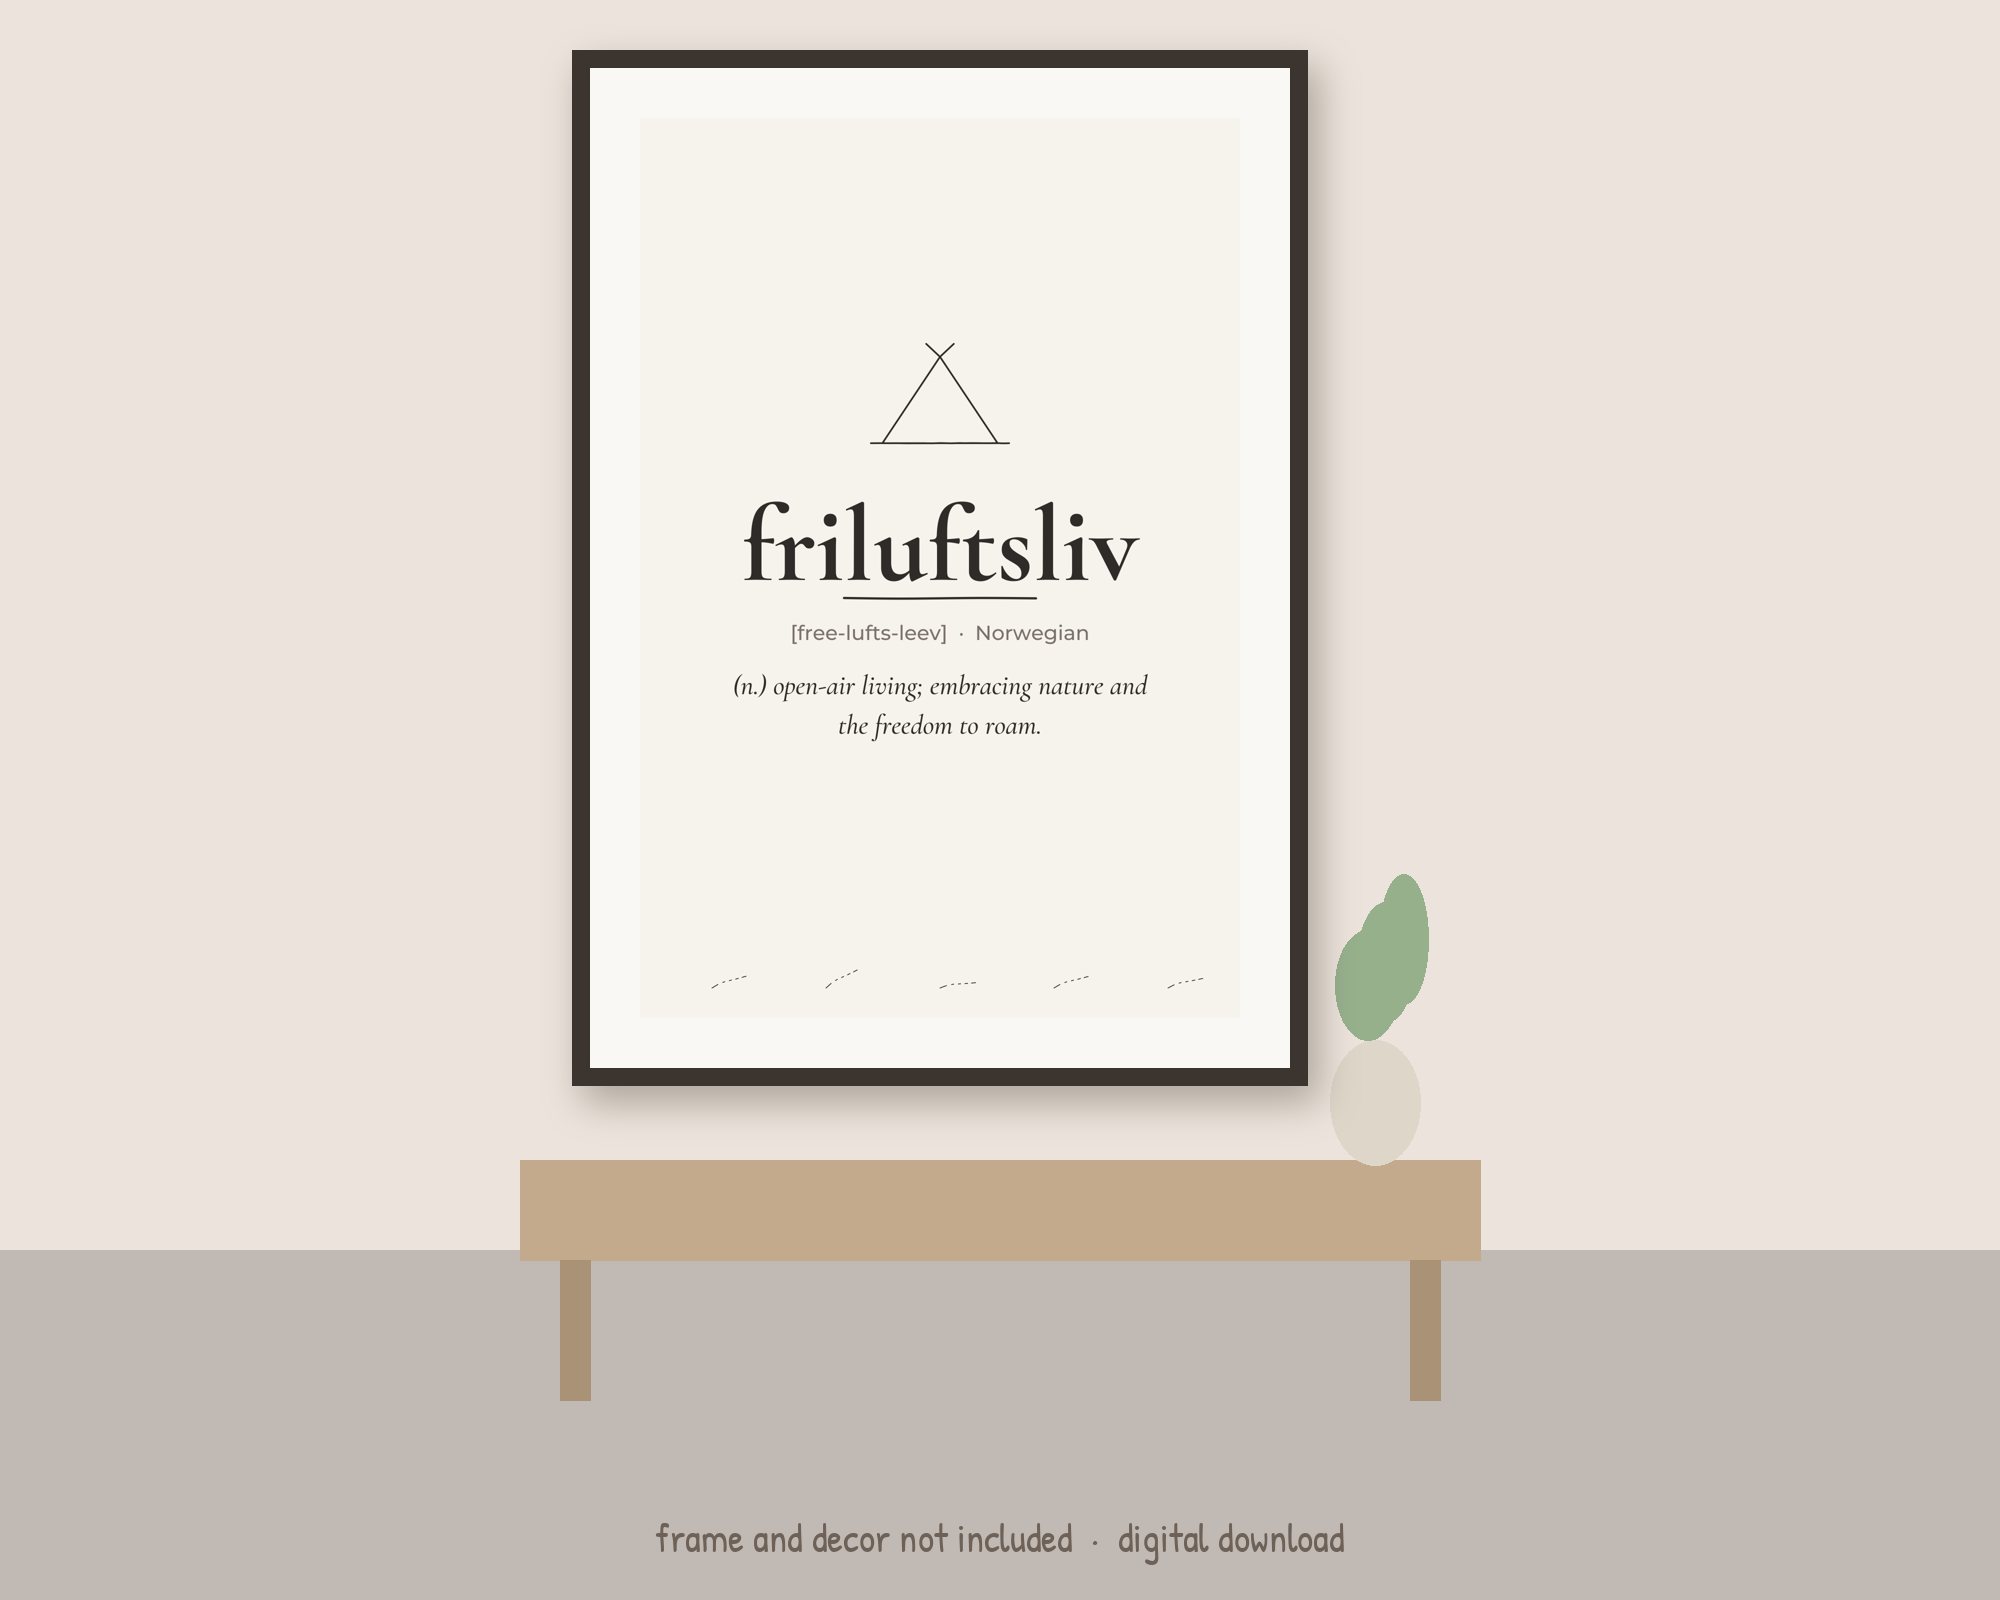 friluftsliv
[free-lufts-leev] · Norwegian
(n.) open-air living; embracing nature and
the freedom to roam.
frame and decor not included · digital download